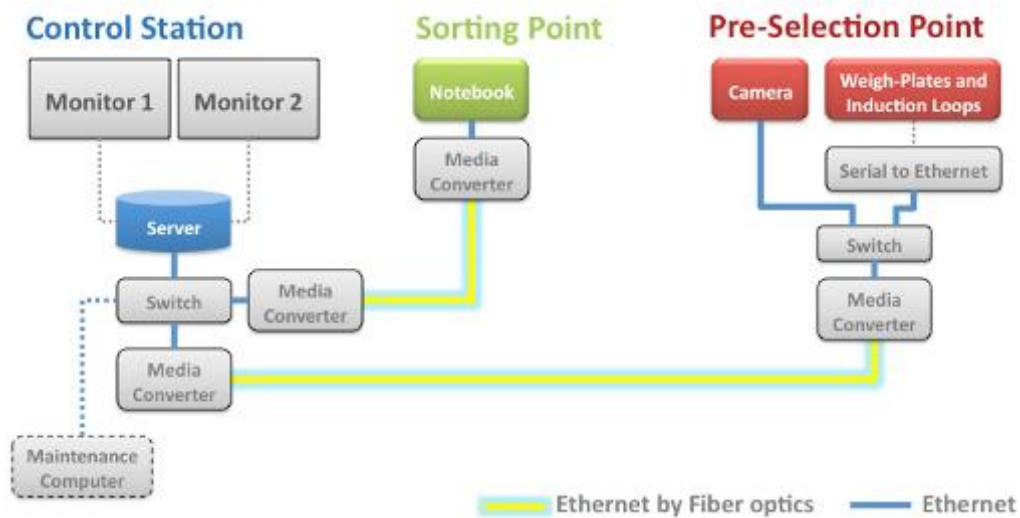 Control Station
Sorting Point
Pre-Selection Point
Monitor 1
Monitor 2
Notebook
Camera
Weigh-Plates and
Induction Loops
Media
Converter
Serial to Ethernet
Server
Switch
Switch
Media
Converter
Media
Converter
Media
Converter
Maintenance
Computer
Ethernet by Fiber optics
Ethernet